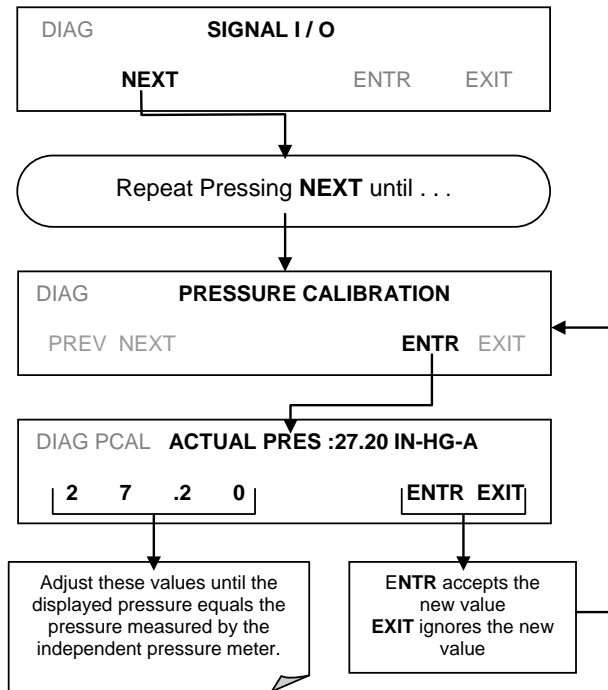 DIAG SIGNAL I / O
NEXT ENTR EXIT
Repeat Pressing NEXT until . . .
DIAG PRESSURE CALIBRATION
PREV NEXT ENTR EXIT
DIAG PCAL ACTUAL PRES :27.20 IN-HG-A
2 7 .2 0 ENTR EXIT
Adjust these values until the
displayed pressure equals the
pressure measured by the
independent pressure meter.
ENTR accepts the
new value
EXIT ignores the new
value